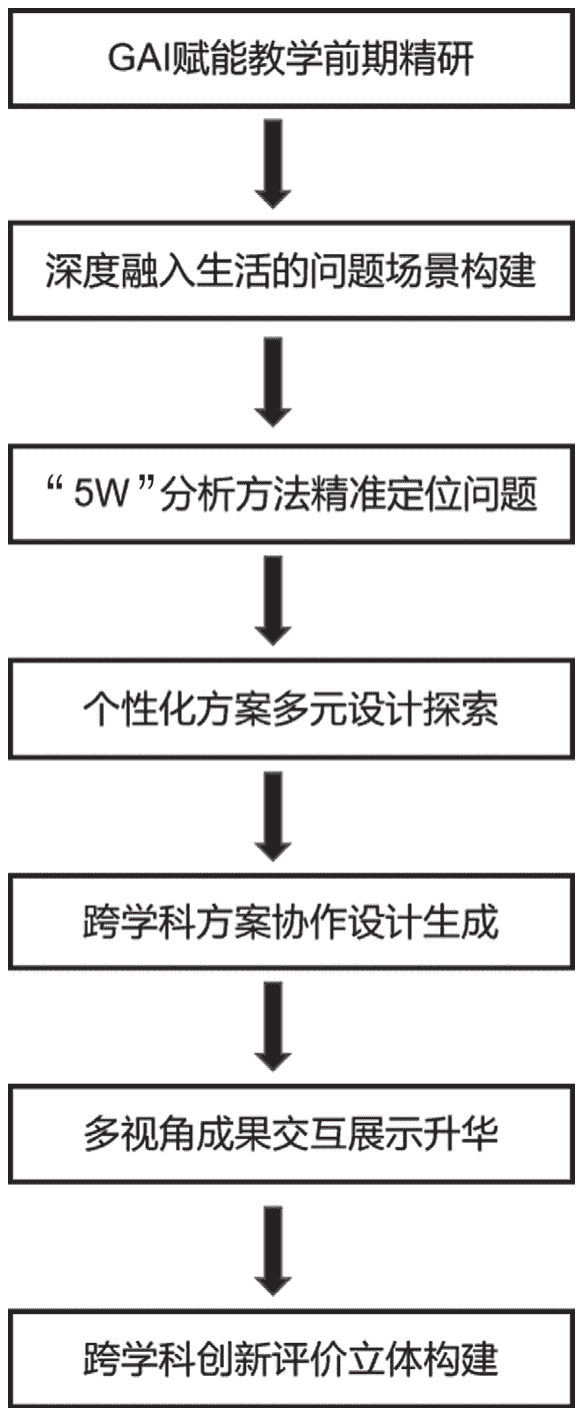 GAI赋能教学前期精研
深度融入生活的问题场景构建
“5W”分析方法精准定位问题
个性化方案多元设计探索
跨学科方案协作设计生成
多视角成果交互展示升华
跨学科创新评价立体构建